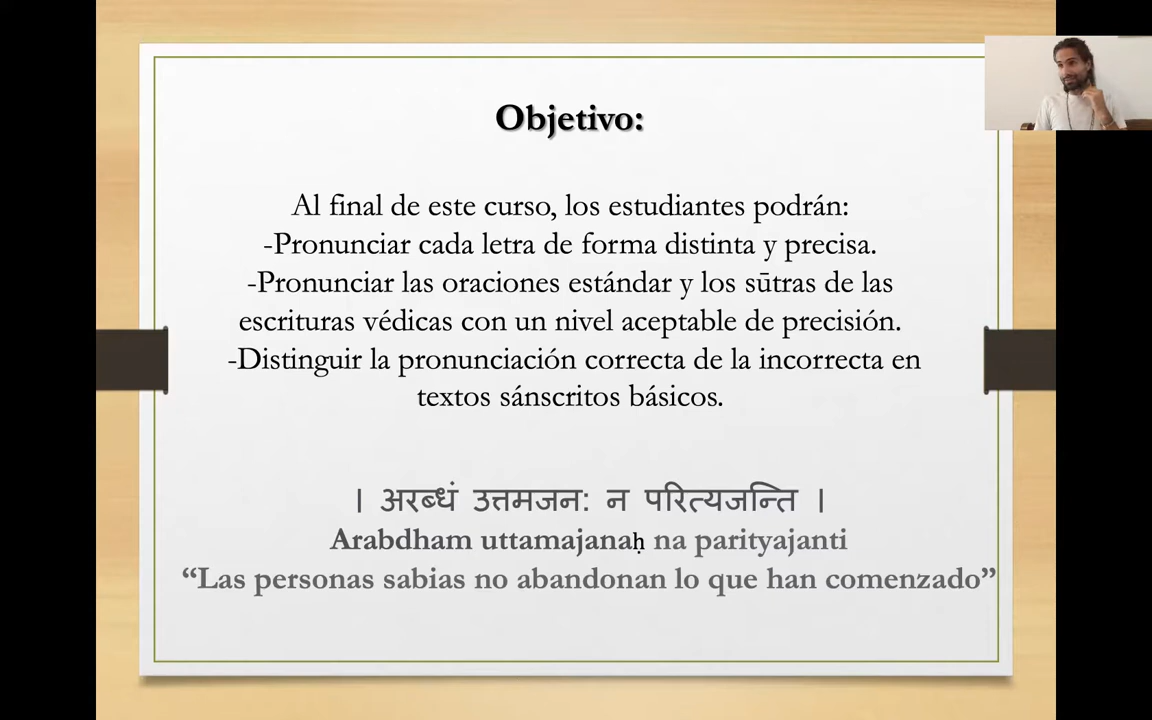 Objetivo:
Al final de este curso, los estudiantes podrán:
-Pronunciar cada letra de forma distinta y precisa.
-Pronunciar las oraciones estándar y los sūtras de las
escrituras védicas con un nivel aceptable de precisión.
-Distinguir la pronunciación correcta de la incorrecta en
textos sánscritos básicos.
। अरब्धं उत्तमजन: न परित्यजन्ति ।
Arabdham uttamajanaḥ na parityajanti
“Las personas sabias no abandonan lo que han comenzado”